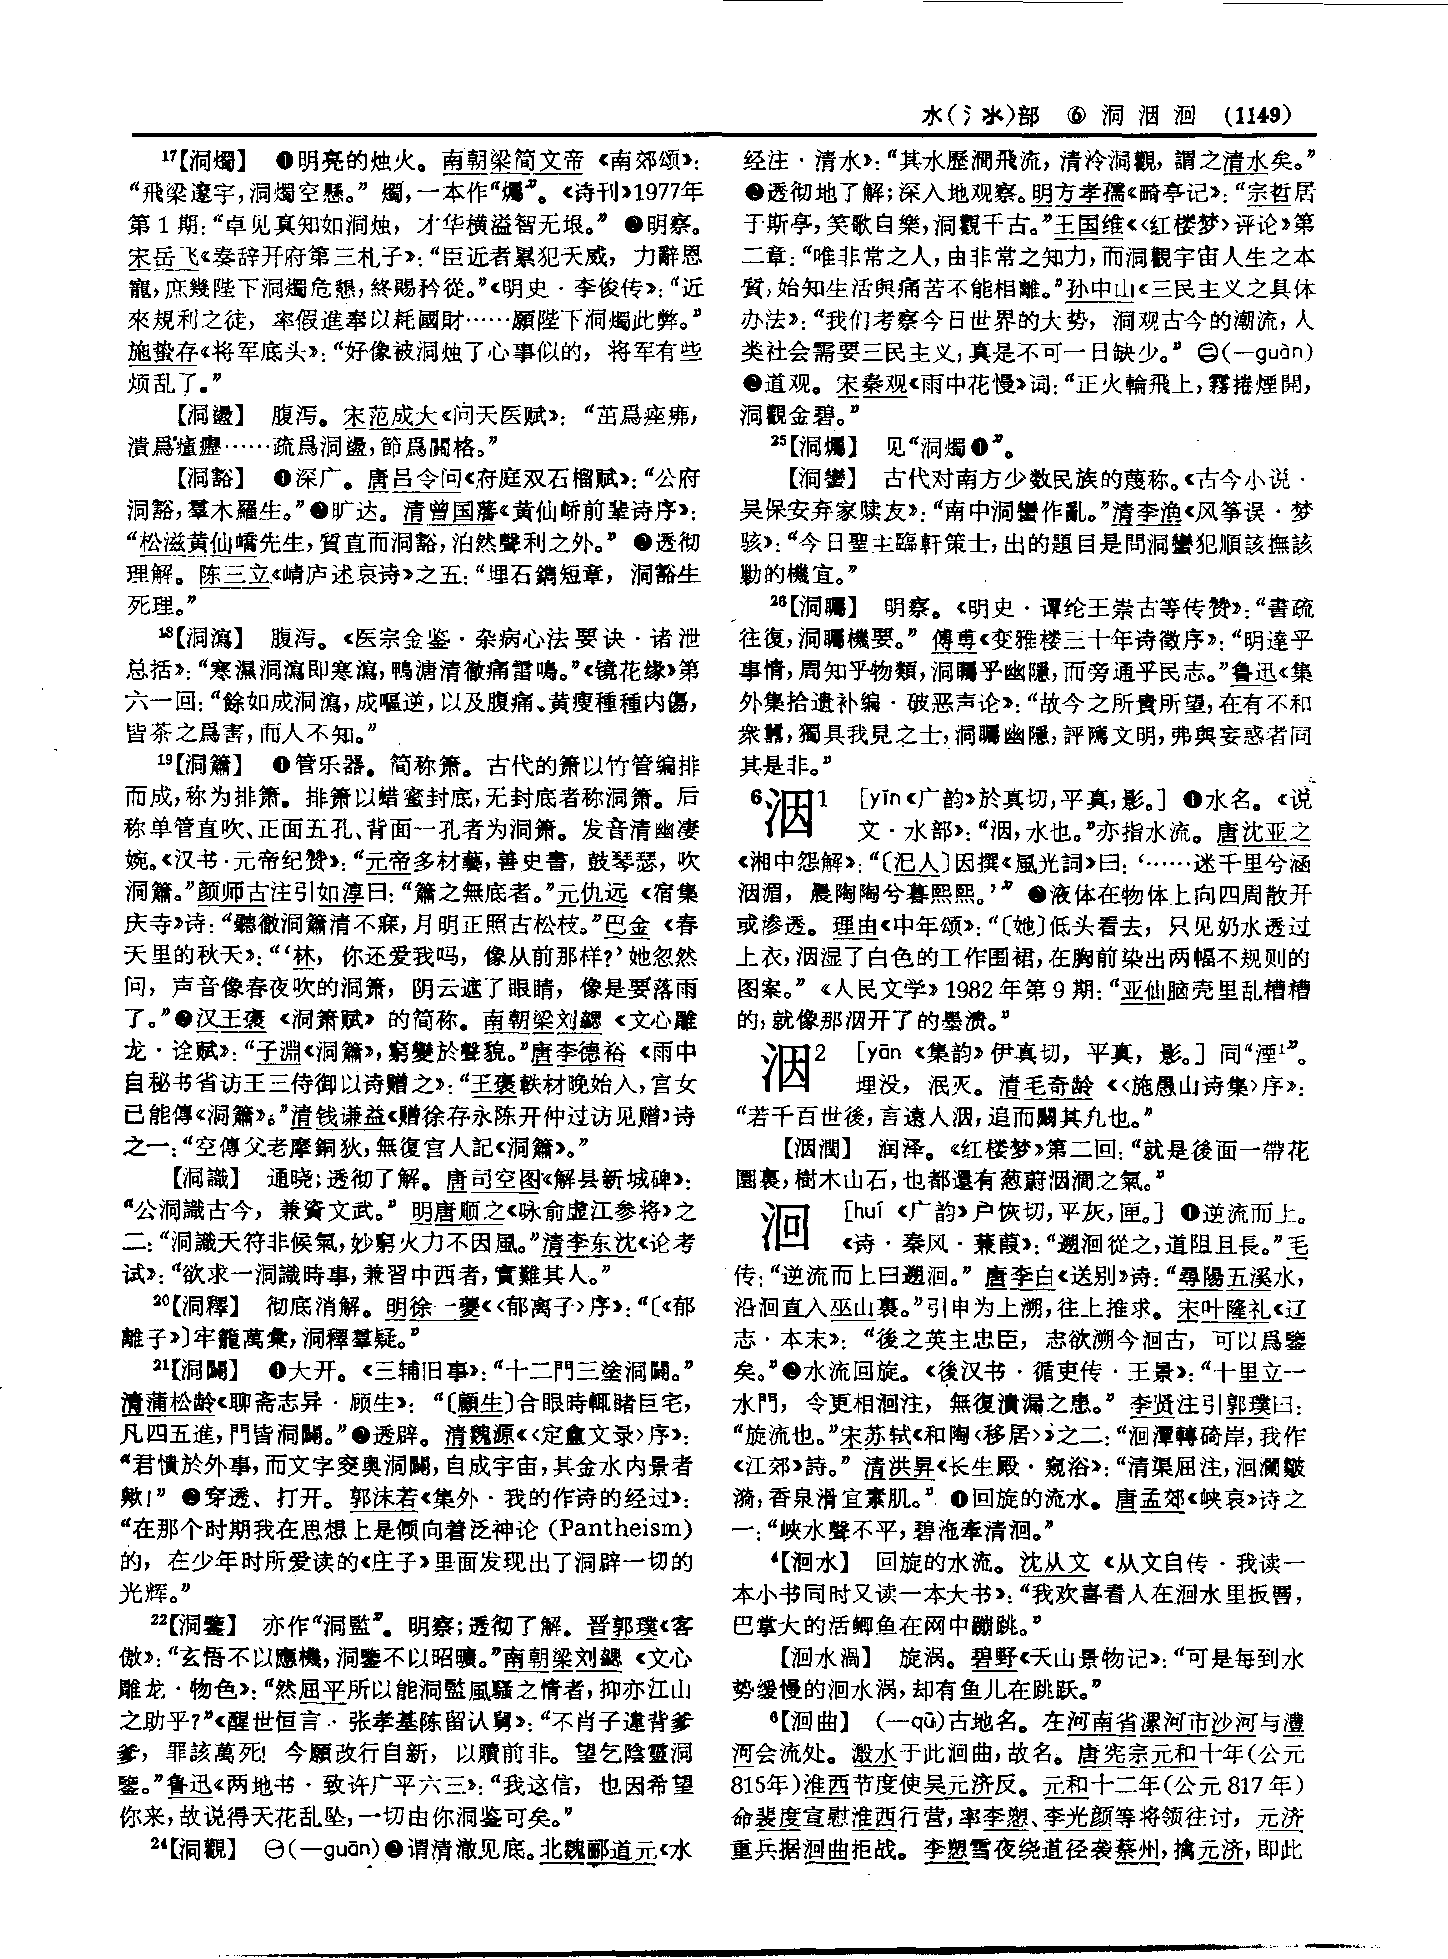 水(氵氺)部 ⑥ 洞 洇 洄 (1149)
17【洞燭】 ❶明亮的烛火。南朝梁简文帝《南郊颂》:
“飛梁邃宇,洞燭空懸。”燭,一本作“爥”。《诗刊》1977年
第1期:“卓见真知如洞烛,才华横溢智无垠。”❷明察。
宋岳飞《奏辞开府第三札子》:“臣近者累犯天威,力辭恩
寵,庶幾陛下洞燭危懇,終賜矜從。”《明史·李俊传》:“近
來規利之徒,率假進奉以耗國財……願陛下洞燭此弊。”
施蛰存《将军底头》:“好像被洞烛了心事似的,将军有些
烦乱了。”
【洞盪】 腹泻。宋范成大《问天医赋》:“茁爲痤疿,
潰爲壅……疏爲洞盪,節爲關格。”
【洞豁】 ❶深广。唐吕令问《府庭双石榴赋》:“公府
洞豁,羣木羅生。”❷旷达。清曾国藩《黄仙峤前辈诗序》:
“松滋黄仙嶠先生,質直而洞豁,泊然聲利之外。”❸透彻
理解。陈三立《崝庐述哀诗》之五:“埋石鐫短章,洞豁生
死理。”
18【洞瀉】 腹泻。《医宗金鉴·杂病心法要诀·诸泄
总括》:“寒濕洞瀉即寒瀉,鴨溏清徹痛雷鳴。”《镜花缘》第
六一回:“餘如成洞瀉,成嘔逆,以及腹痛、黄瘦種種内傷,
皆茶之爲害,而人不知。”
19【洞簫】 ❶管乐器。简称箫。古代的箫以竹管编排
而成,称为排箫。排箫以蜡蜜封底,无封底者称洞箫。后
称单管直吹、正面五孔、背面一孔者为洞箫。发音清幽凄
婉。《汉书·元帝纪赞》:“元帝多材藝,善史書,鼓琴瑟,吹
洞簫。”颜师古注引如淳曰:“簫之無底者。”元仇远《宿集
庆寺》诗:“聽徹洞簫清不寐,月明正照古松枝。”巴金《春
天里的秋天》:“‘林,你还爱我吗,像从前那样?’她忽然
问,声音像春夜吹的洞箫,阴云遮了眼睛,像是要落雨
了。”❷汉王褒《洞箫赋》的简称。南朝梁刘勰《文心雕
龙·诠赋》:“子淵《洞簫》,窮變於聲貌。”唐李德裕《雨中
自秘书省访王三侍御以诗赠之》:“王褒軼材晚始入,宫女
已能傳《洞簫》。”清钱谦益《赠徐存永陈开仲过访见赠》诗
之一:“空傳父老摩銅狄,無復宫人記《洞簫》。”
【洞識】 通晓;透彻了解。唐司空图《解县新城碑》:
“公洞識古今,兼資文武。”明唐顺之《咏俞虚江参将》之
二:“洞識天符非候氣,妙窮火力不因風。”清李东沈《论考
试》:“欲求一洞識時事,兼習中西者,實難其人。”
20【洞釋】 彻底消解。明徐一夔《〈郁离子〉序》:“〔《郁
離子》〕牢籠萬彙,洞釋羣疑。”
21【洞闢】 ❶大开。《三辅旧事》:“十二門三塗洞闢。”
清蒲松龄《聊斋志异·顾生》:“〔顧生〕合眼時輒睹巨宅,
凡四五進,門皆洞闢。”❷透辟。清魏源《〈定盦文录〉序》:
“君憤於外事,而文字窔奥洞闢,自成宇宙,其金水内景者
歟!”❸穿透、打开。郭沫若《集外·我的作诗的经过》:
“在那个时期我在思想上是倾向着泛神论(Pantheism)
的,在少年时所爱读的《庄子》里面发现出了洞辟一切的
光辉。”
22【洞鑒】 亦作“洞監”。明察;透彻了解。晋郭璞《客
傲》:“玄悟不以應機,洞鑒不以昭曠。”南朝梁刘勰《文心
雕龙·物色》:“然屈平所以能洞監風騷之情者,抑亦江山
之助乎?”《醒世恒言·张孝基陈留认舅》:“不肖子違背爹
爹,罪該萬死!今願改行自新,以贖前非。望乞陰靈洞
鑒。”鲁迅《两地书·致许广平六三》:“我这信,也因希望
你来,故说得天花乱坠,一切由你洞鉴可矣。”
24【洞觀】 ㊀(—guān)❶谓清澈见底。北魏郦道元《水
经注·清水》:“其水歷澗飛流,清泠洞觀,謂之清水矣。”
❷透彻地了解;深入地观察。明方孝孺《畸亭记》:“宗哲居
于斯亭,笑歌自樂,洞觀千古。”王国维《〈红楼梦〉评论》第
二章:“唯非常之人,由非常之知力,而洞觀宇宙人生之本
質,始知生活與痛苦不能相離。”孙中山《三民主义之具体
办法》:“我们考察今日世界的大势,洞观古今的潮流,人
类社会需要三民主义,真是不可一日缺少。”㊁(—guàn)
❷道观。宋秦观《雨中花慢》词:“正火輪飛上,霧捲煙開,
洞觀金碧。”
25【洞爥】 见“洞燭❶”。
【洞蠻】 古代对南方少数民族的蔑称。《古今小说·
吴保安弃家赎友》:“南中洞蠻作亂。”清李渔《风筝误·梦
骇》:“今日聖主臨軒策士,出的題目是問洞蠻犯順該撫該
勦的機宜。”
26【洞矚】 明察。《明史·谭纶王崇古等传赞》:“書疏
往復,洞矚機要。”傅尃《变雅楼三十年诗徵序》:“明達乎
事情,周知乎物類,洞矚乎幽隱,而旁通乎民志。”鲁迅《集
外集拾遗补编·破恶声论》:“故今之所貴所望,在有不和
衆囂,獨具我見之士,洞矚幽隱,評隲文明,弗與妄惑者同
其是非。”
6洇1 [yīn《广韵》於真切,平真,影。]❶水名。《说
文·水部》:“洇,水也。”亦指水流。唐沈亚之
《湘中怨解》:“〔汜人〕因撰《風光詞》曰:‘……迷千里兮涵
洇湄,晨陶陶兮暮熙熙。’”❷液体在物体上向四周散开
或渗透。理由《中年颂》:“〔她〕低头看去,只见奶水透过
上衣,洇湿了白色的工作围裙,在胸前染出两幅不规则的
图案。”《人民文学》1982年第9期:“亚仙脑壳里乱糟糟
的,就像那洇开了的墨渍。”
洇2 [yān《集韵》伊真切,平真,影。]同“湮1”。
埋没,泯灭。清毛奇龄《〈施愚山诗集〉序》:
“若千百世後,言遠人洇,追而闢其凢也。”
【洇潤】 润泽。《红楼梦》第二回:“就是後面一帶花
園裏,樹木山石,也都還有葱蔚洇潤之氣。”
洄 [huí《广韵》户恢切,平灰,匣。]❶逆流而上。
《诗·秦风·蒹葭》:“遡洄從之,道阻且長。”毛
传:“逆流而上曰遡洄。”唐李白《送别》诗:“尋陽五溪水,
沿洄直入巫山裏。”引申为上溯,往上推求。宋叶隆礼《辽
志·本末》:“後之英主忠臣,志欲溯今洄古,可以爲鑒
矣。”❷水流回旋。《後汉书·循吏传·王景》:“十里立一
水門,令更相洄注,無復潰漏之患。”李贤注引郭璞曰:
“旋流也。”宋苏轼《和陶〈移居〉》之二:“洄潭轉碕岸,我作
《江郊》詩。”清洪昇《长生殿·窥浴》:“清渠屈注,洄瀾皺
漪,香泉滑宜素肌。”❸回旋的流水。唐孟郊《峡哀》诗之
一:“峽水聲不平,碧沲牽清洄。”
4【洄水】 回旋的水流。沈从文《从文自传·我读一
本小书同时又读一本大书》:“我欢喜看人在洄水里扳罾,
巴掌大的活鲫鱼在网中蹦跳。”
【洄水渦】 旋涡。碧野《天山景物记》:“可是每到水
势缓慢的洄水涡,却有鱼儿在跳跃。”
6【洄曲】 (—qū)古地名。在河南省漯河市沙河与澧
河会流处。溵水于此洄曲,故名。唐宪宗元和十年(公元
815年)淮西节度使吴元济反。元和十二年(公元817年)
命裴度宣慰淮西行营,率李愬、李光颜等将领往讨,元济
重兵据洄曲拒战。李愬雪夜绕道径袭蔡州,擒元济,即此